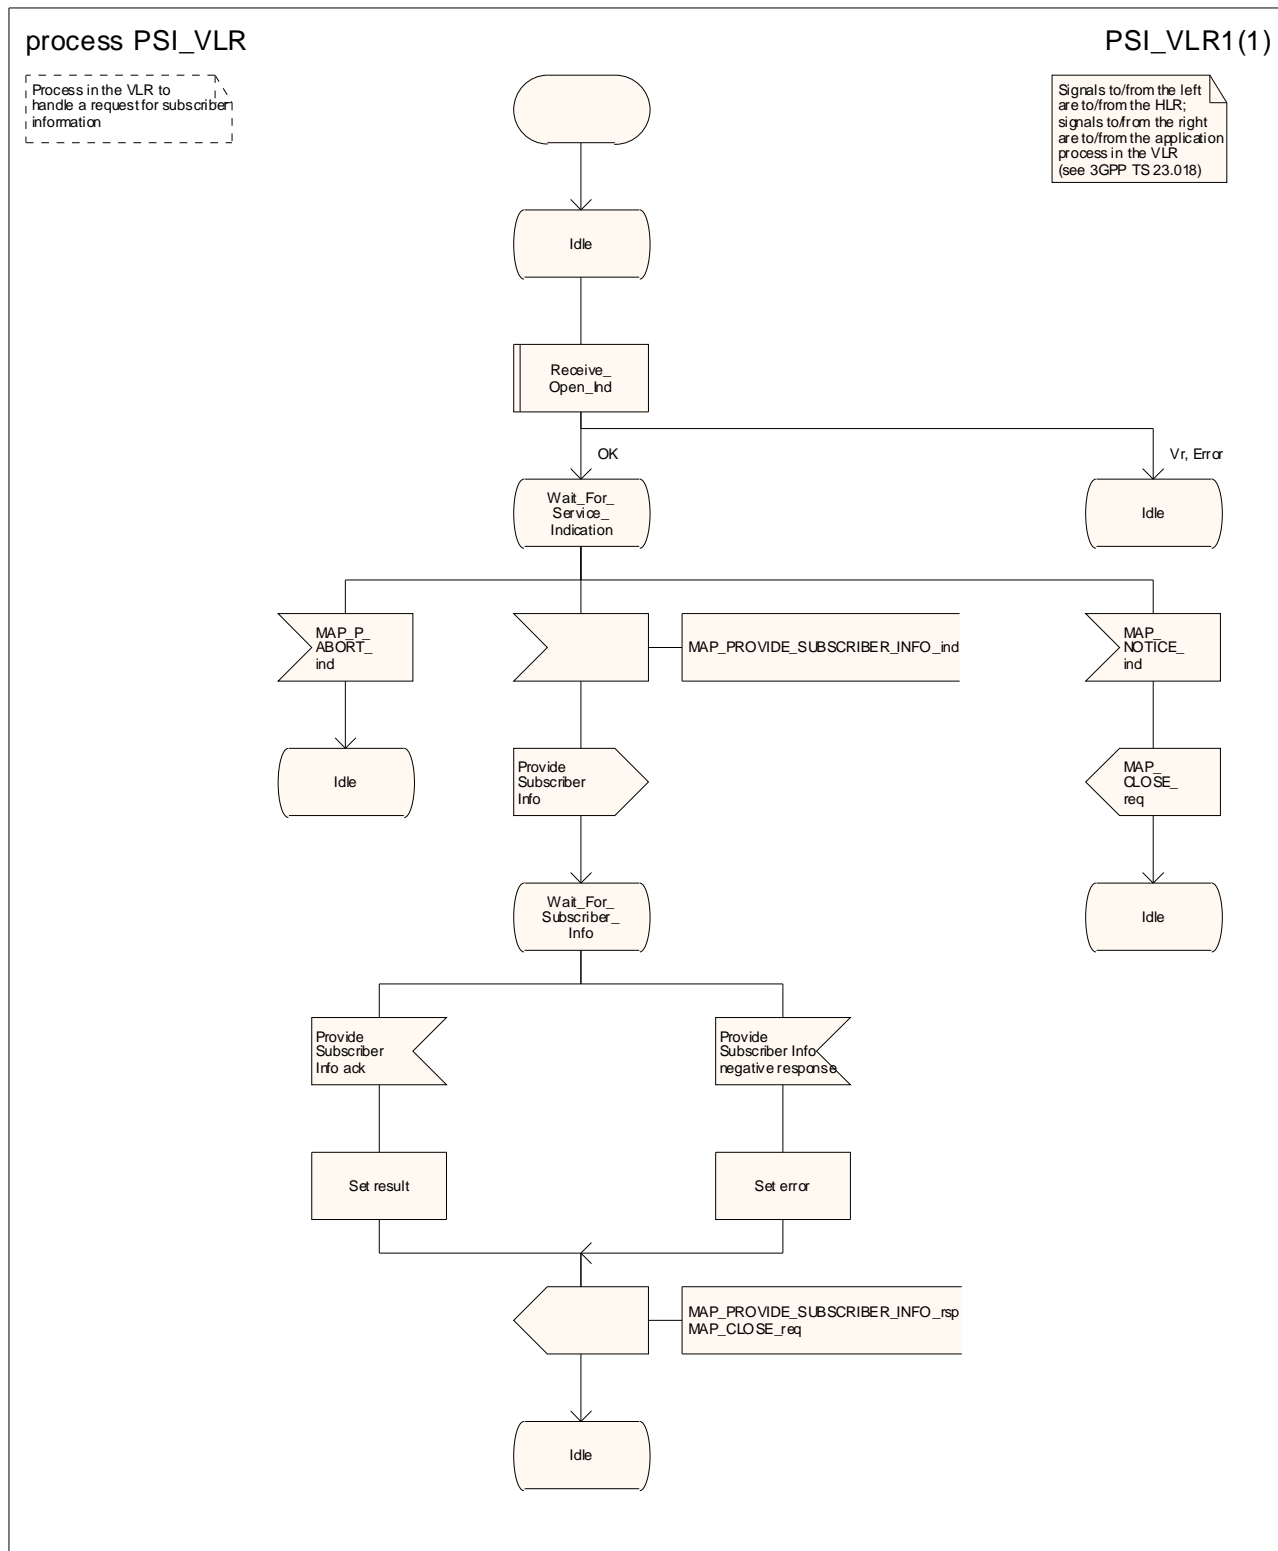 process PSI_VLR
PSI_VLR1(1)
Process in the VLR to
handle a request for subscriber
information
Signals to/from the left
are to/from the HLR;
signals to/from the right
are to/from the application
process in the VLR
(see 3GPP TS 23.018)
Idle
Receive_
Open_Ind
OK
Vr, Error
Wait_For_
Service_
Indication
Idle
MAP_P_
ABORT_
ind
MAP_PROVIDE_SUBSCRIBER_INFO_ind
MAP_
NOTICE_
ind
Idle
Provide
Subscriber
Info
MAP_
CLOSE_
req
Wait_For_
Subscriber_
Info
Idle
Provide
Subscriber
Info ack
Provide
Subscriber Info
negative response
Set result
Set error
MAP_PROVIDE_SUBSCRIBER_INFO_rsp
MAP_CLOSE_req
Idle